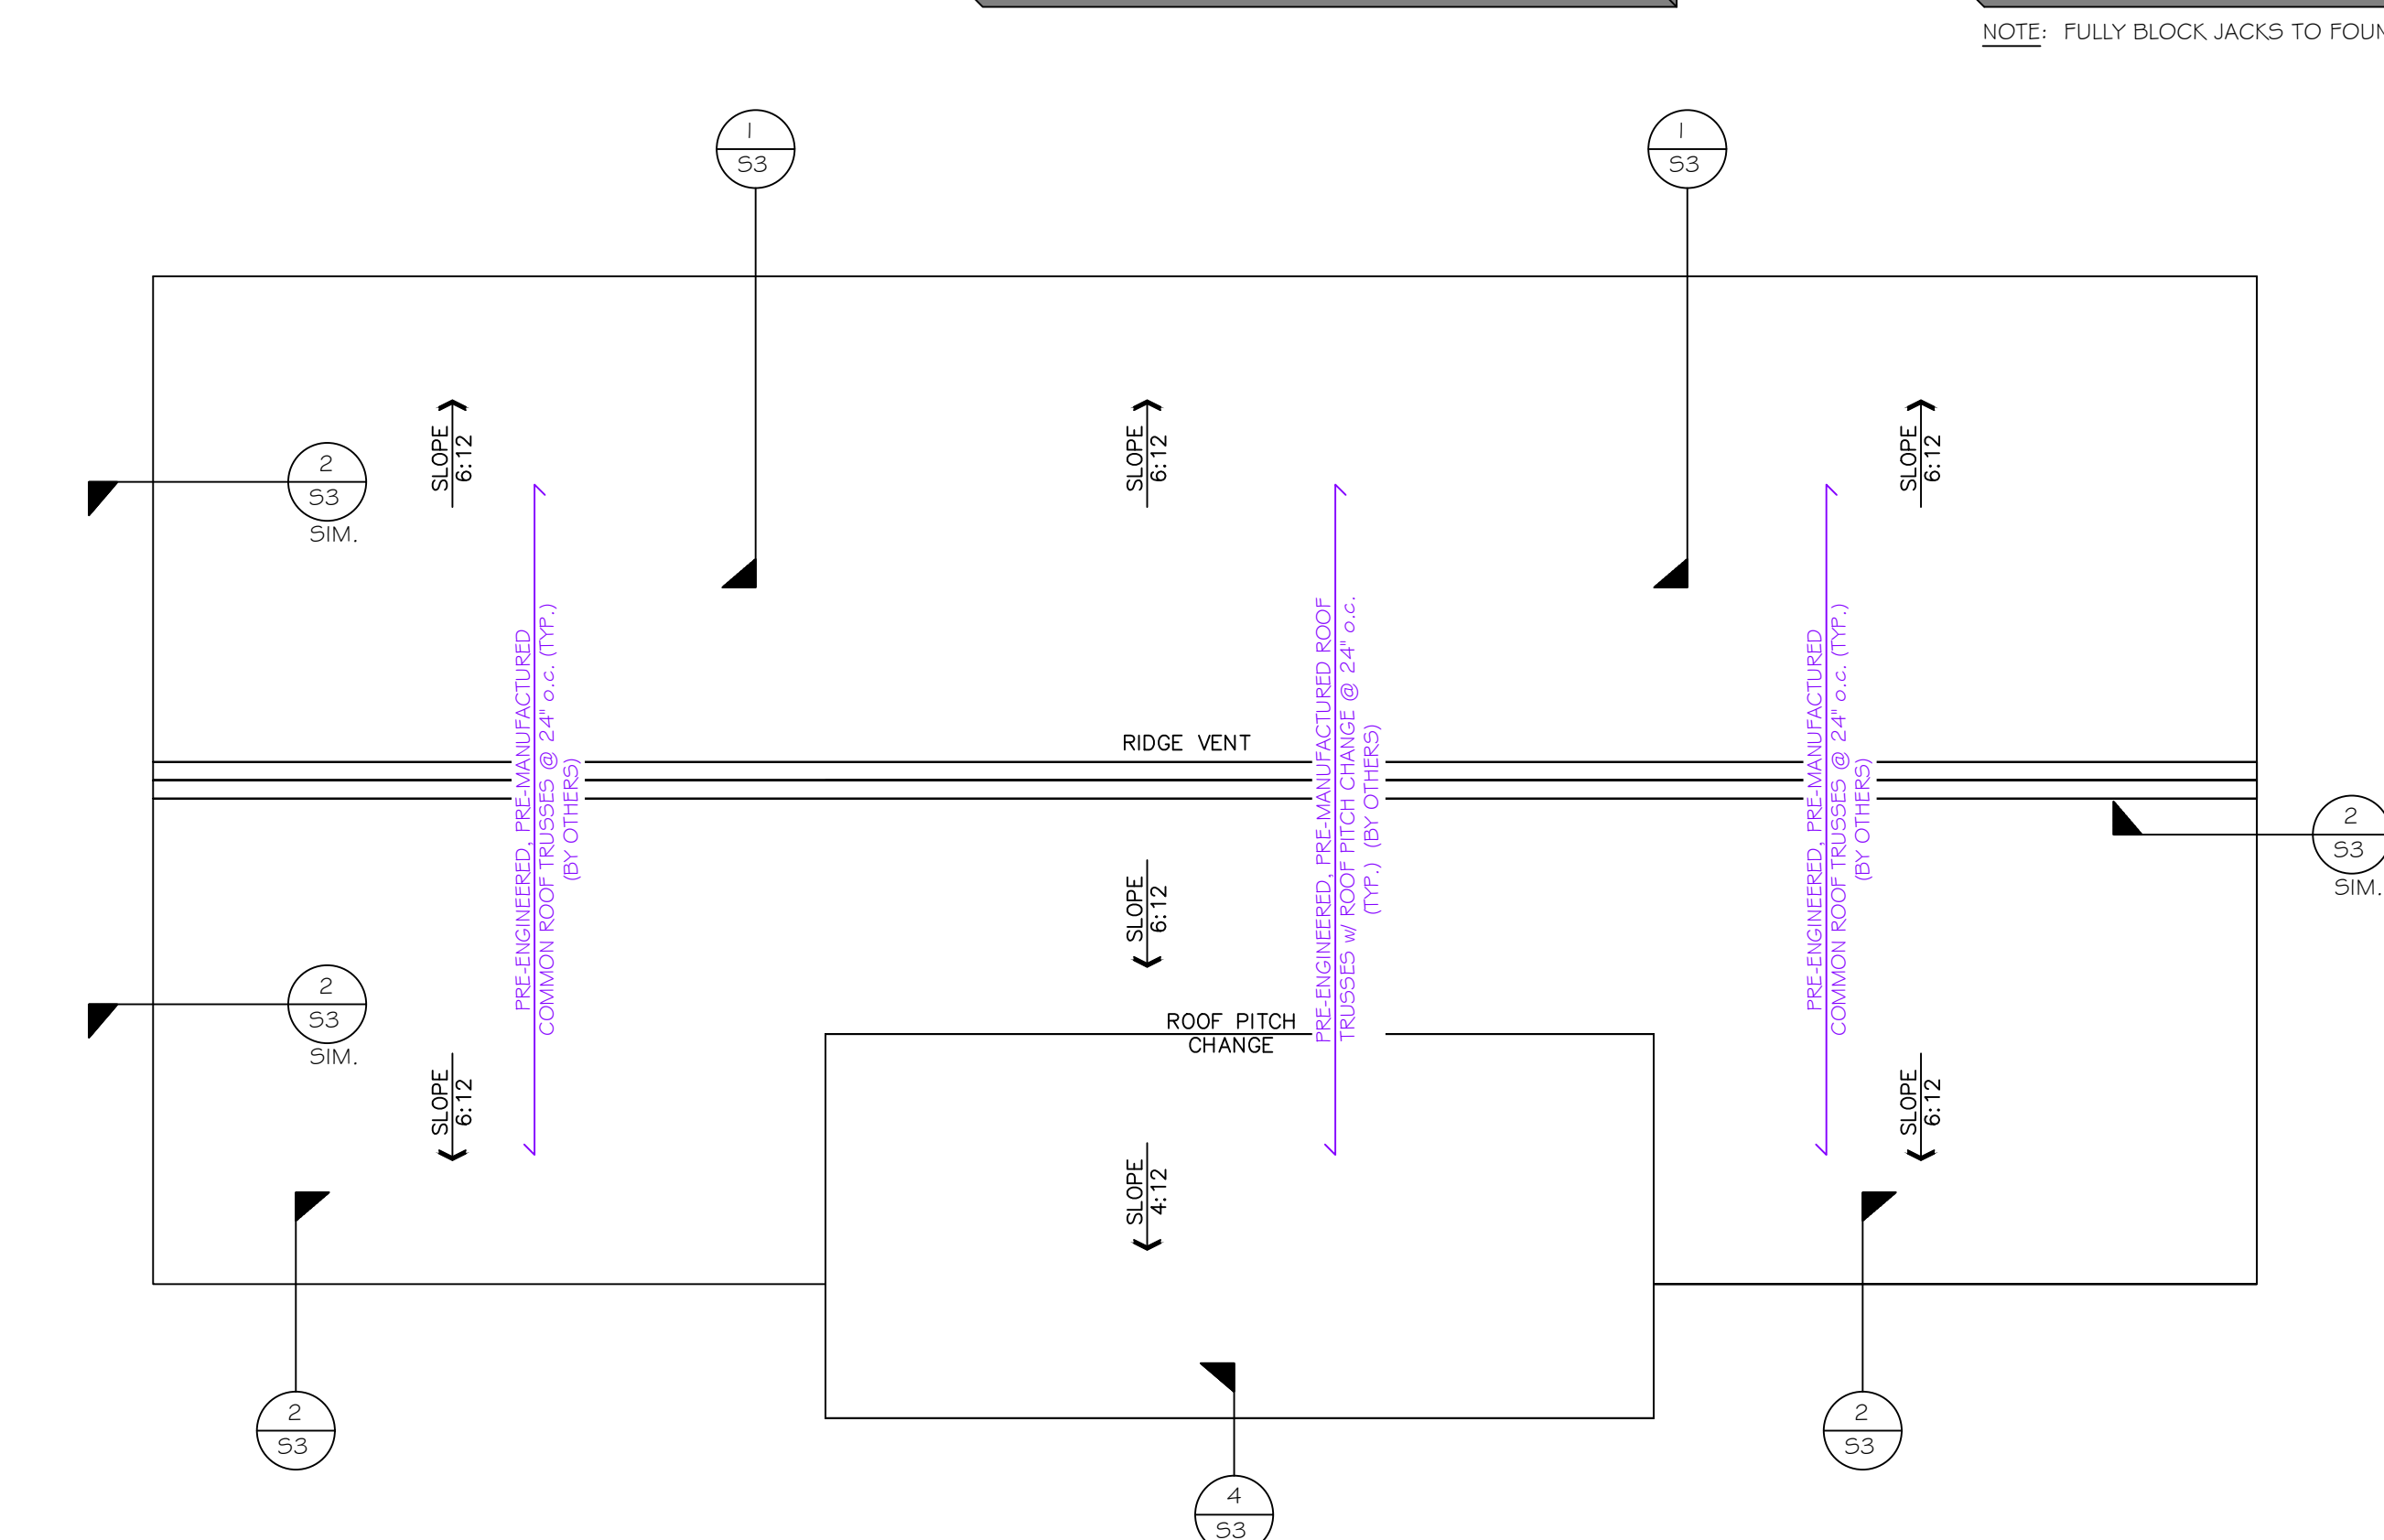 NOTE: FULLY BLOCK JACKS TO
1
S3
1
S3
2
S3
SIM.
SLOPE
6:12
SLOPE
6:12
SLOPE
6:12
PRE-ENGINEERED, PRE-MANUFACTURED
COMMON ROOF TRUSSES @ 24" o.c. (TYP.)
(BY OTHERS)
RIDGE VENT
PRE-ENGINEERED, PRE-MANUFACTURED ROOF
TRUSSES w/ ROOF PITCH CHANGE @ 24" o.c.
(TYP.) (BY OTHERS)
PRE-ENGINEERED, PRE-MANUFACTURED
COMMON ROOF TRUSSES @ 24" o.c. (TYP.)
(BY OTHERS)
2
S3
SIM.
SLOPE
6:12
2
S3
SIM.
ROOF PITCH
CHANGE
SLOPE
6:12
SLOPE
4:12
SLOPE
6:12
2
S3
2
S3
4
S3